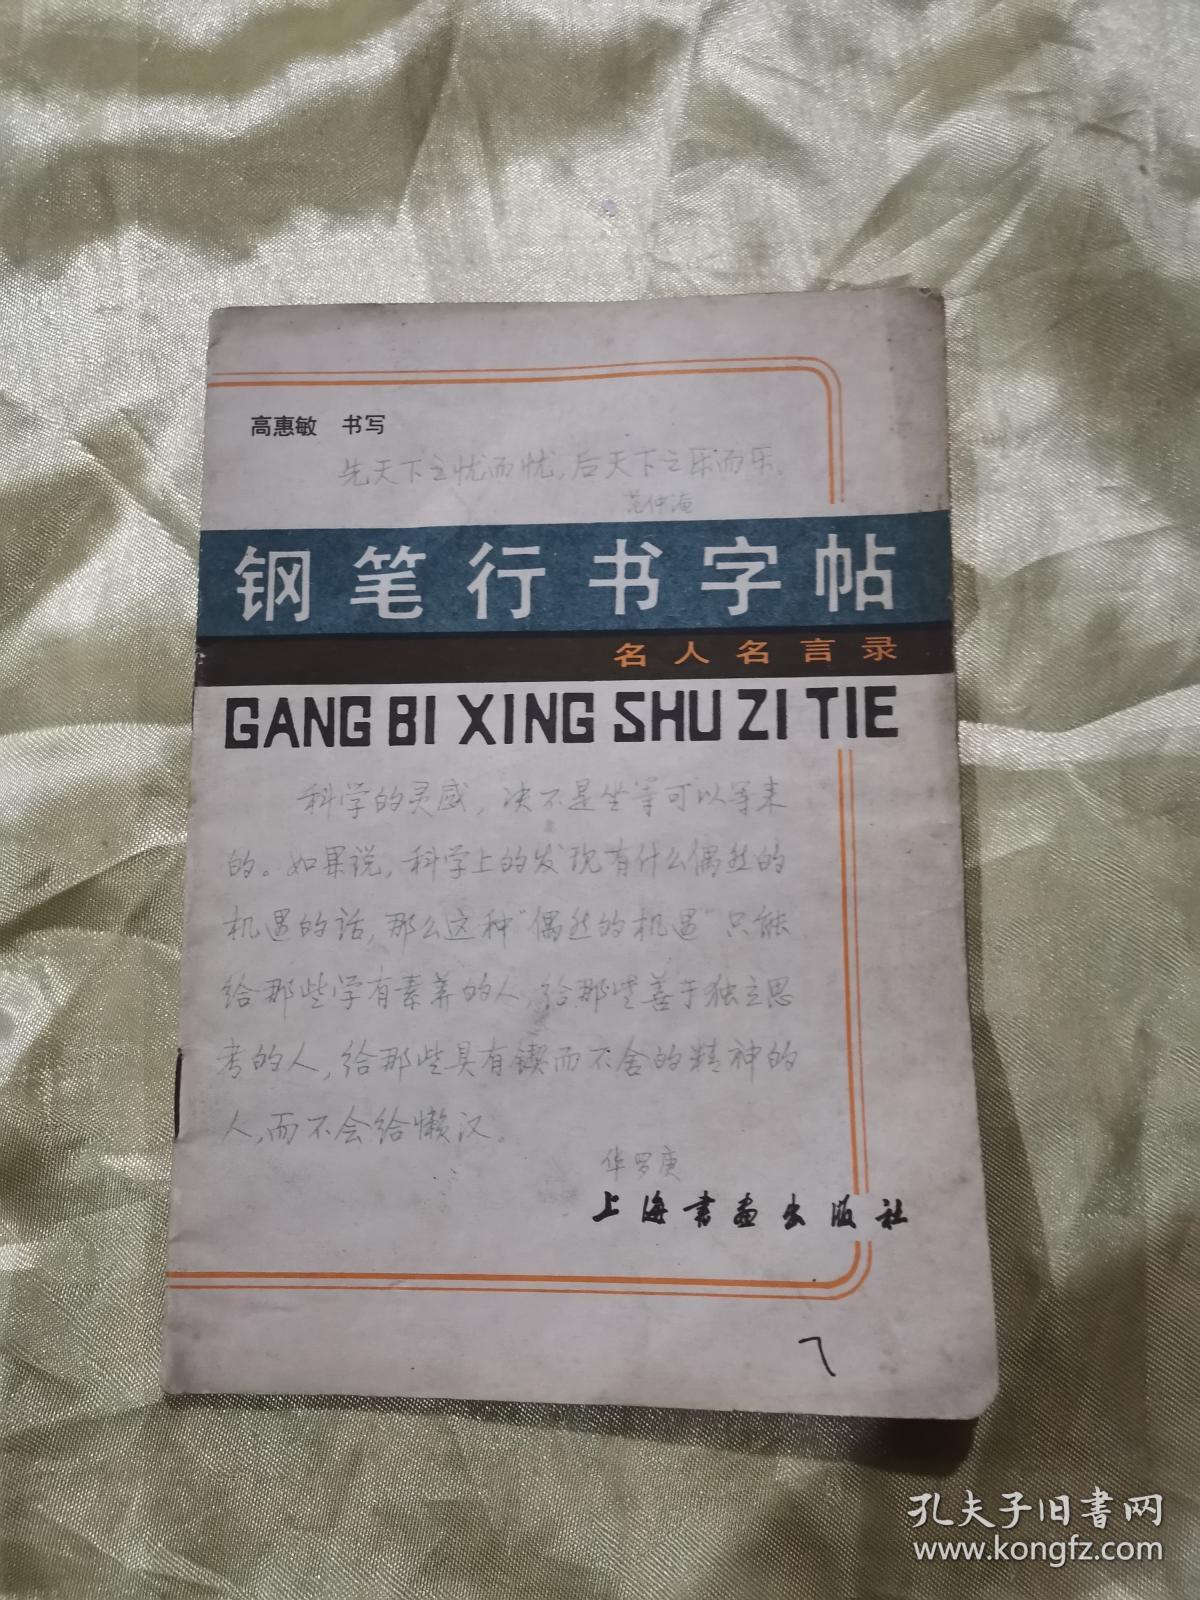 高惠敏 书写
先天下之忧而忧,后天下之乐而乐。
范仲淹
钢笔行书字帖
名人名言录
GANG BI XING SHU ZI TIE
科学的灵感,决不是坐等可以等来
的。如果说,科学上的发现有什么偶然的
机遇的话,那么这种"偶然的机遇"只能
给那些学有素养的人,给那些善于独立思
考的人,给那些具有锲而不舍的精神的
人,而不会给懒汉。
华罗庚
上海书画出版社
7
孔夫子旧书网
www.kongfz.com